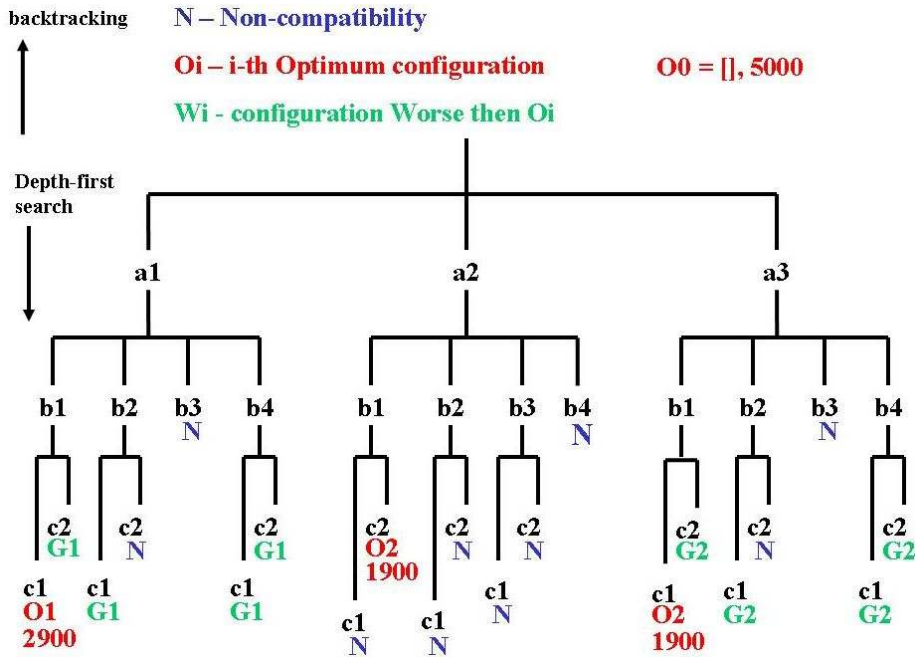 backtracking
N – Non-compatibility
Oi – i-th Optimum configuration
O0 = [], 5000
Wi - configuration Worse then Oi
Depth-first
search
a1 a2 a3
b1 b2 b3 b4 b1 b2 b3 b4 b1 b2 b3 b4
N N N
c2 c2 c2 c2 c2 c2 c2 c2 c2
G1 N G1 O2 N N G2 N G2
1900
c1 c1 c1 c1 c1 c1
O1 G1 G1 N O2 G2 G2
2900 1900
c1 c1
N N